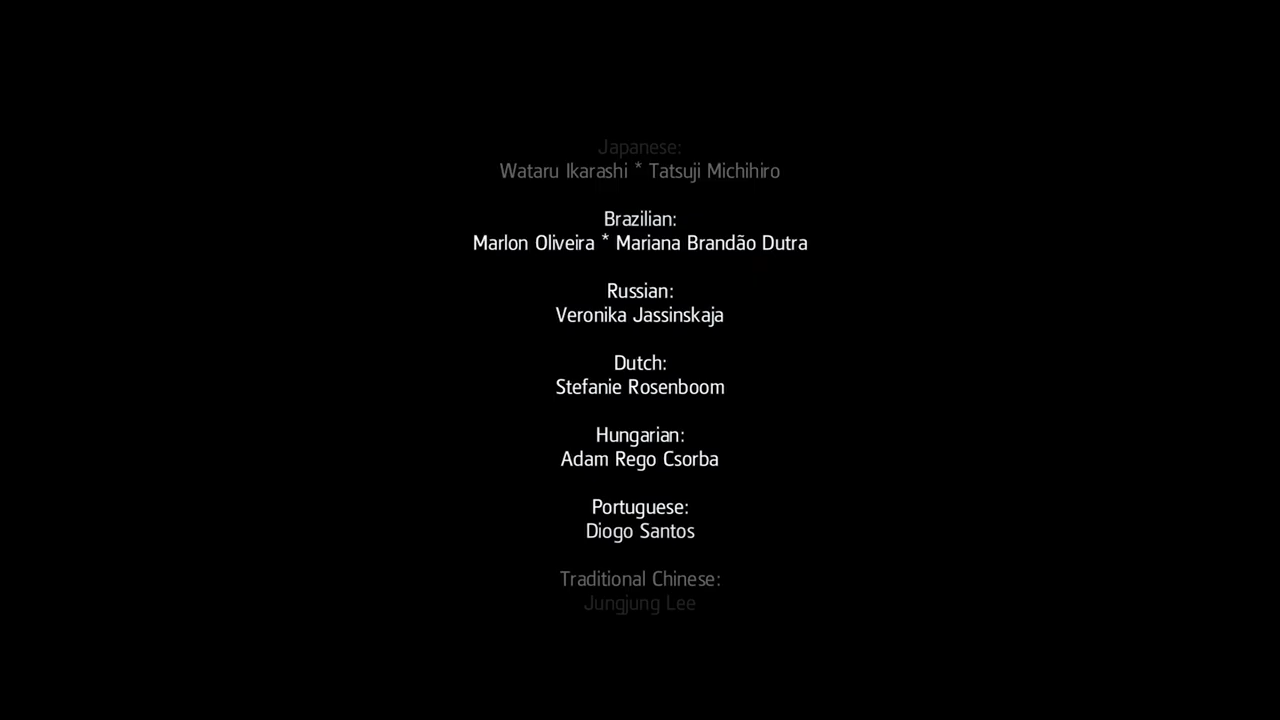 Japanese:
Wataru Ikarashi * Tatsuji Michihiro
Brazilian:
Marlon Oliveira * Mariana Brandão Dutra
Russian:
Veronika Jassinskaja
Dutch:
Stefanie Rosenboom
Hungarian:
Adam Rego Csorba
Portuguese:
Diogo Santos
Traditional Chinese:
Jungjung Lee